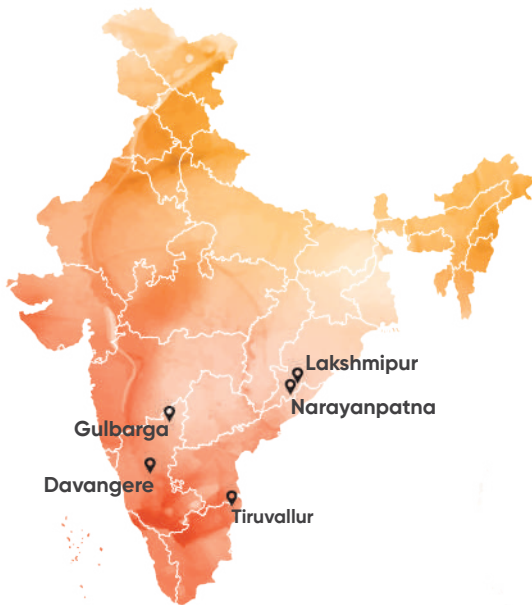 Lakshmipur
Narayanpatna
Gulbarga
Davangere
Tiruvallur